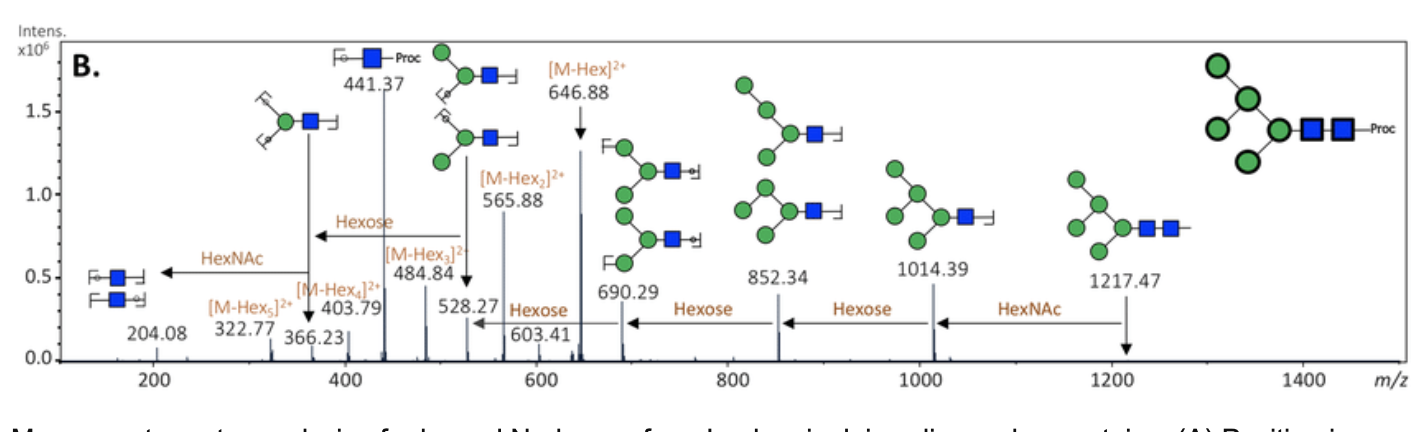 Intens.
x10⁶
B.
Proc
441.37
[M-Hex]²⁺
646.88
Proc
1.5
[M-Hex₂]²⁺
565.88
1.0
Hexose
HexNAc
[M-Hex₃]²⁻
484.84
852.34
1014.39
1217.47
0.5
[M-Hex₄]²⁺
403.79
[M-Hex₅]²⁺
322.77
528.27
690.29
Hexose
Hexose
Hexose
HexNAc
204.08
366.23
603.41
0.0
200 400 600 800 1000 1200 1400 m/z